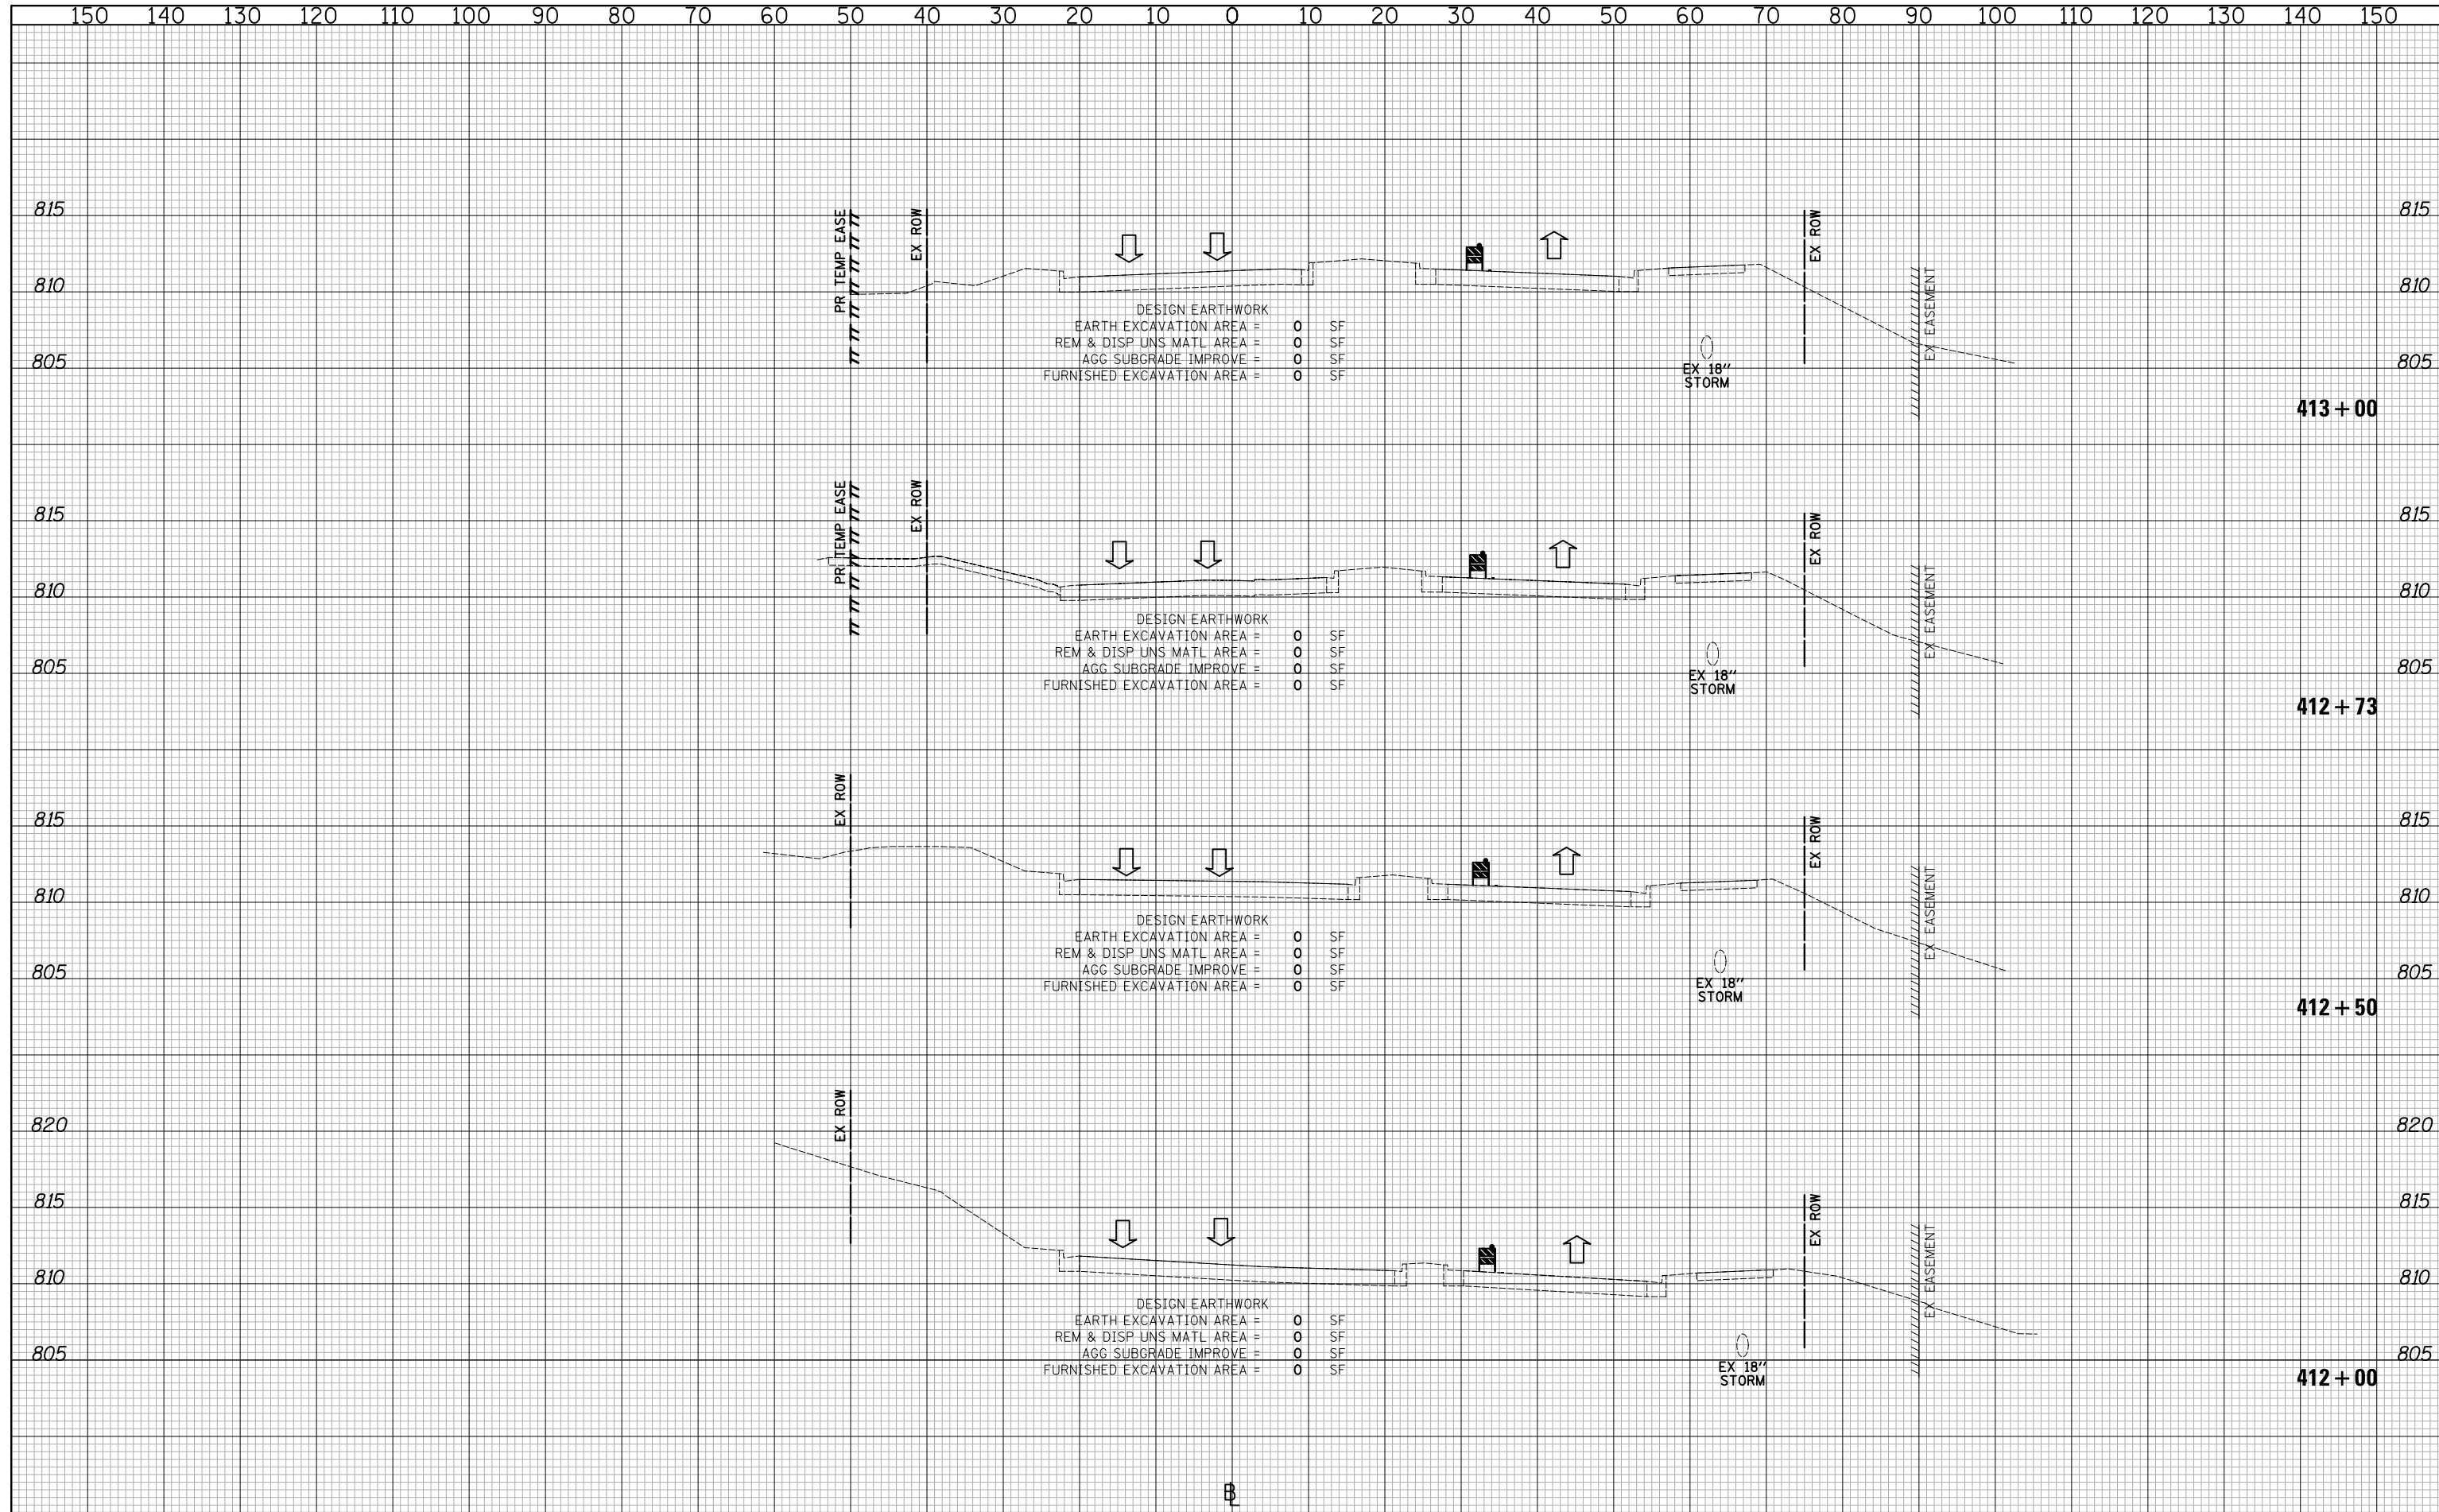 150 140 130 120 110 100 90 80 70 60 50 40 30 20 10 0 10 20 30 40 50 60 70 80 90 100 110 120 130 140 150
815 815
PR TEMP EASE
EX ROW
EX ROW
810 810
EX EASEMENT
DESIGN EARTHWORK
EARTH EXCAVATION AREA = 0 SF
REM & DISP UNS MATL AREA = 0 SF
AGG SUBGRADE IMPROVE = 0 SF
FURNISHED EXCAVATION AREA = 0 SF
805 805
EX 18"
STORM
413+00
815 815
PR TEMP EASE
EX ROW
EX ROW
810 810
EX EASEMENT
DESIGN EARTHWORK
EARTH EXCAVATION AREA = 0 SF
REM & DISP UNS MATL AREA = 0 SF
AGG SUBGRADE IMPROVE = 0 SF
FURNISHED EXCAVATION AREA = 0 SF
805 805
EX 18"
STORM
412+73
EX ROW
815 815
EX ROW
810 810
EX EASEMENT
DESIGN EARTHWORK
EARTH EXCAVATION AREA = 0 SF
REM & DISP UNS MATL AREA = 0 SF
AGG SUBGRADE IMPROVE = 0 SF
FURNISHED EXCAVATION AREA = 0 SF
805 805
EX 18"
STORM
412+50
EX ROW
820 820
815 815
EX ROW
810 810
EX EASEMENT
DESIGN EARTHWORK
EARTH EXCAVATION AREA = 0 SF
REM & DISP UNS MATL AREA = 0 SF
AGG SUBGRADE IMPROVE = 0 SF
FURNISHED EXCAVATION AREA = 0 SF
805 805
EX 18"
STORM
412+00
BL